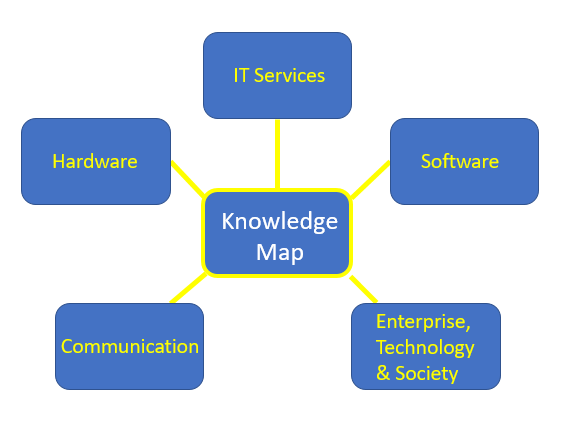 IT Services
Hardware
Software
Knowledge
Map
Communication
Enterprise,
Technology
& Society